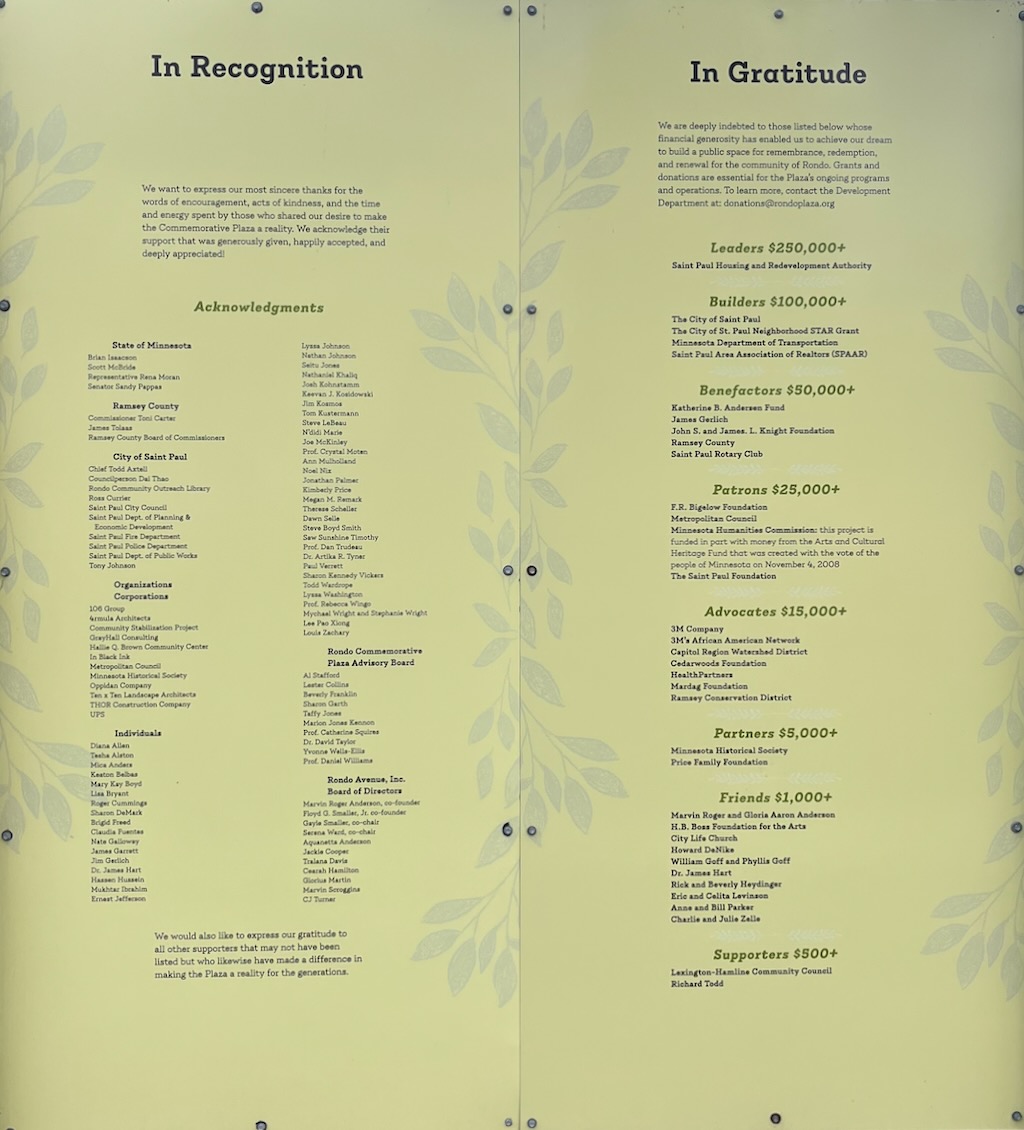 In Recognition
We want to express our most sincere thanks for the
words of encouragement, acts of kindness, and the time
and energy spent by those who shared our desire to make
the Commemorative Plaza a reality. We acknowledge their
support that was generously given, happily accepted, and
deeply appreciated!
Acknowledgments
State of Minnesota
Brian Isaacson
Scott McBride
Representative Rena Moran
Senator Sandy Pappas
Ramsey County
Commissioner Toni Carter
James Tolaas
Ramsey County Board of Commissioners
City of Saint Paul
Chief Todd Axtell
Councilperson Dai Thao
Rondo Community Outreach Library
Ross Currier
Saint Paul City Council
Saint Paul Dept. of Planning &
Economic Development
Saint Paul Fire Department
Saint Paul Police Department
Saint Paul Dept. of Public Works
Tony Johnson
Organizations
Corporations
106 Group
4rmula Architects
Community Stabilization Project
GrayHall Consulting
Hallie Q. Brown Community Center
In Black Ink
Metropolitan Council
Minnesota Historical Society
Oppidan Company
Ten x Ten Landscape Architects
THOR Construction Company
UPS
Individuals
Diana Allen
Tasha Alston
Mica Anders
Keston Beibas
Mary Kay Boyd
Lisa Bryant
Roger Cummings
Sharon DeMark
Brigid Freed
Claudia Fuentes
Nate Galloway
James Garrett
Jim Gerlich
Dr. James Hart
Hassen Hussein
Mukhtar Ibrahim
Ernest Jefferson
Lyssa Johnson
Nathan Johnson
Seitu Jones
Nathaniel Khaliq
Josh Kohnstamm
Keevan J. Kosidowski
Jim Kosmos
Tom Kustermann
Steve LeBeau
N'didi Marie
Joe McKinley
Prof. Crystal Moten
Ann Mulholland
Noel Nix
Jonathan Palmer
Kimberly Price
Megan M. Remark
Therese Scheller
Dawn Selle
Steve Boyd Smith
Saw Sunshine Timothy
Prof. Dan Trudeau
Dr. Artika R. Tyner
Paul Verrett
Sharon Kennedy Vickers
Todd Wardrope
Lyssa Washington
Prof. Rebecca Wingo
Mychael Wright and Stephanie Wright
Lee Pao Xiong
Louis Zachary
Rondo Commemorative
Plaza Advisory Board
Al Stafford
Lester Collins
Beverly Franklin
Sharon Garth
Taffy Jones
Marion Jones Kennon
Prof. Catherine Squires
Dr. David Taylor
Yvonne Walls-Ellis
Prof. Daniel Williams
Rondo Avenue, Inc.
Board of Directors
Marvin Roger Anderson, co-founder
Floyd G. Smaller, Jr. co-founder
Gayle Smaller, co-chair
Serena Ward, co-chair
Aquanetta Anderson
Jackie Cooper
Tralana Davis
Cearah Hamilton
Glorius Martin
Marvin Scroggins
CJ Turner
We would also like to express our gratitude to
all other supporters that may not have been
listed but who likewise have made a difference in
making the Plaza a reality for the generations.
In Gratitude
We are deeply indebted to those listed below whose
financial generosity has enabled us to achieve our dream
to build a public space for remembrance, redemption,
and renewal for the community of Rondo. Grants and
donations are essential for the Plaza's ongoing programs
and operations. To learn more, contact the Development
Department at: donations@rondoplaza.org
Leaders $250,000+
Saint Paul Housing and Redevelopment Authority
Builders $100,000+
The City of Saint Paul
The City of St. Paul Neighborhood STAR Grant
Minnesota Department of Transportation
Saint Paul Area Association of Realtors (SPAAR)
Benefactors $50,000+
Katherine B. Andersen Fund
James Gerlich
John S. and James. L. Knight Foundation
Ramsey County
Saint Paul Rotary Club
Patrons $25,000+
F.R. Bigelow Foundation
Metropolitan Council
Minnesota Humanities Commission: this project is
funded in part with money from the Arts and Cultural
Heritage Fund that was created with the vote of the
people of Minnesota on November 4, 2008
The Saint Paul Foundation
Advocates $15,000+
3M Company
3M's African American Network
Capitol Region Watershed District
Cedarwoods Foundation
HealthPartners
Mardag Foundation
Ramsey Conservation District
Partners $5,000+
Minnesota Historical Society
Price Family Foundation
Friends $1,000+
Marvin Roger and Gloria Aaron Anderson
H.B. Boss Foundation for the Arts
City Life Church
Howard DeNike
William Goff and Phyllis Goff
Dr. James Hart
Rick and Beverly Heydinger
Eric and Celita Levinson
Anne and Bill Parker
Charlie and Julie Zelle
Supporters $500+
Lexington-Hamline Community Council
Richard Todd